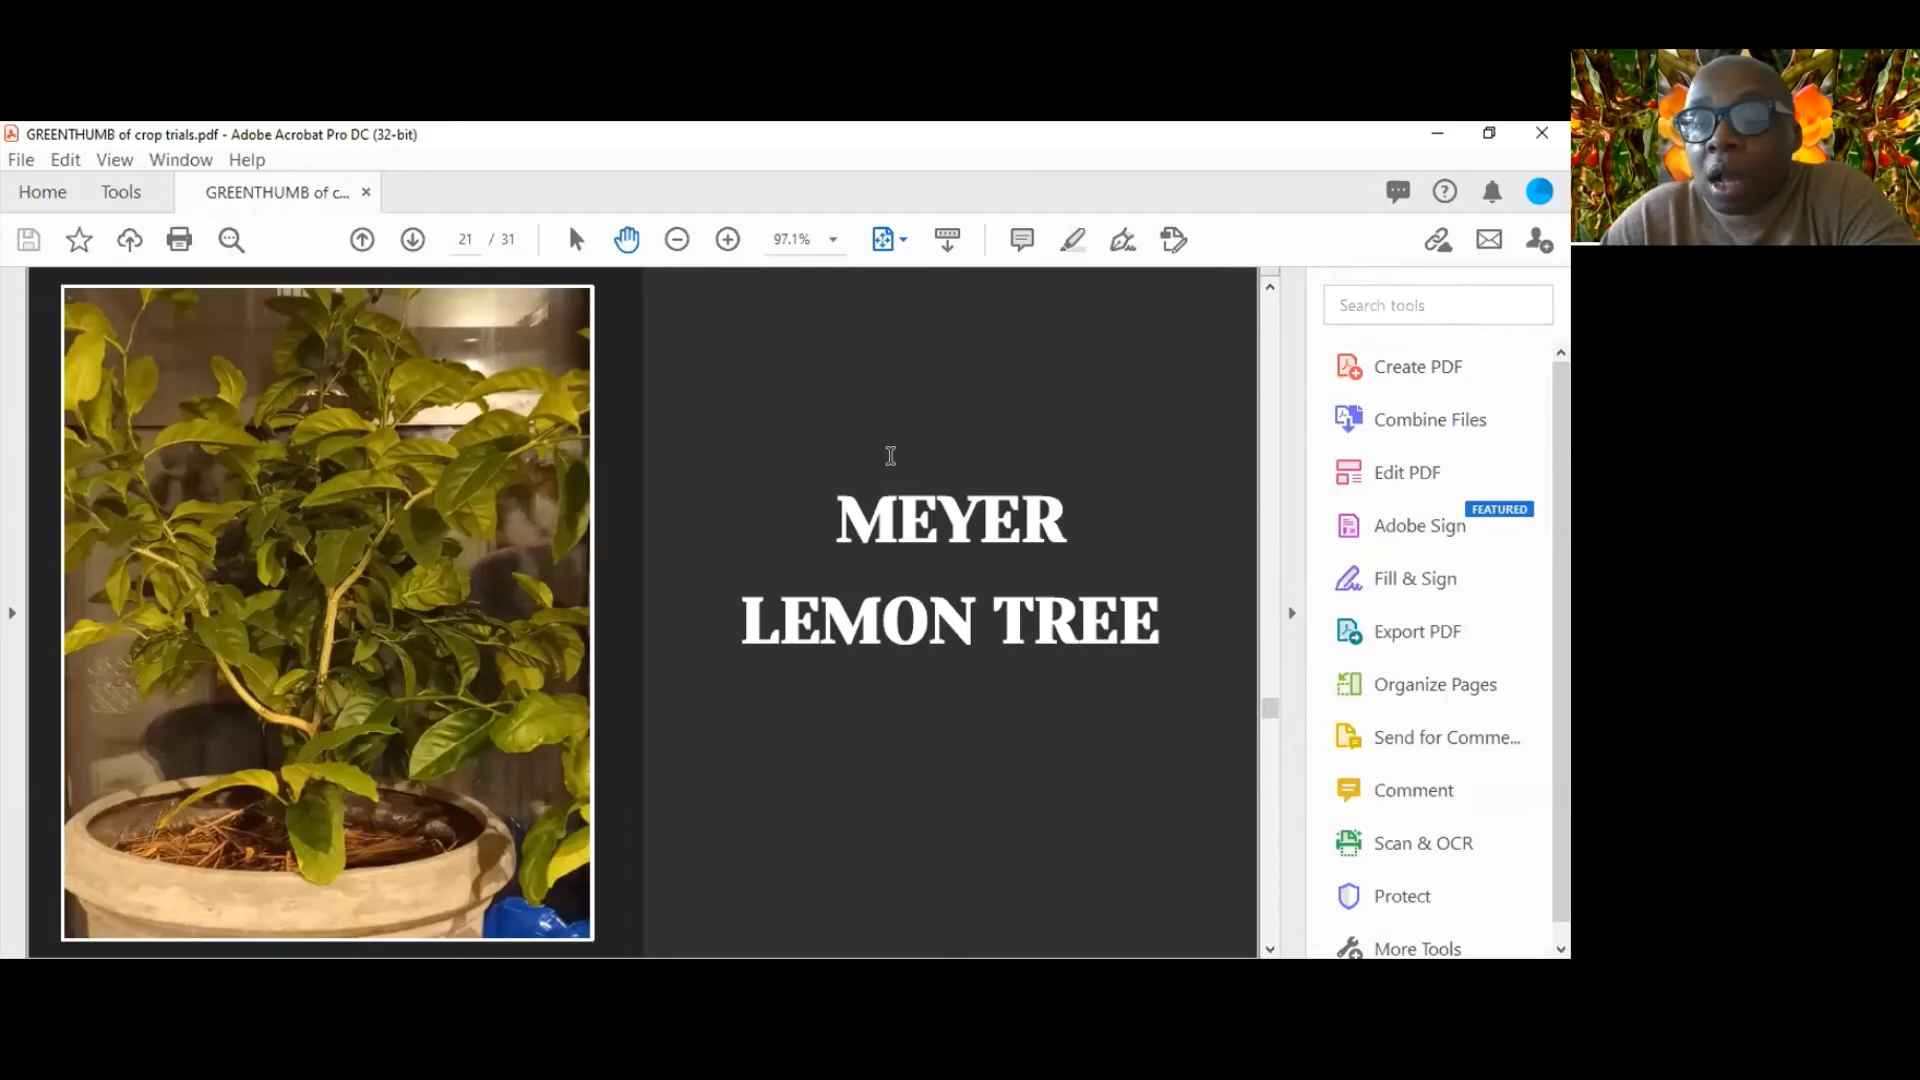 GREENTHUMB of crop trials.pdf - Adobe Acrobat Pro DC (32-bit)
File Edit View Window Help
Home Tools GREENTHUMB of c... ×
21 / 31 97.1%
Search tools
Create PDF
Combine Files
Edit PDF
FEATURED
Adobe Sign
Fill & Sign
Export PDF
Organize Pages
Send for Comme...
Comment
Scan & OCR
Protect
More Tools
MEYER
LEMON TREE